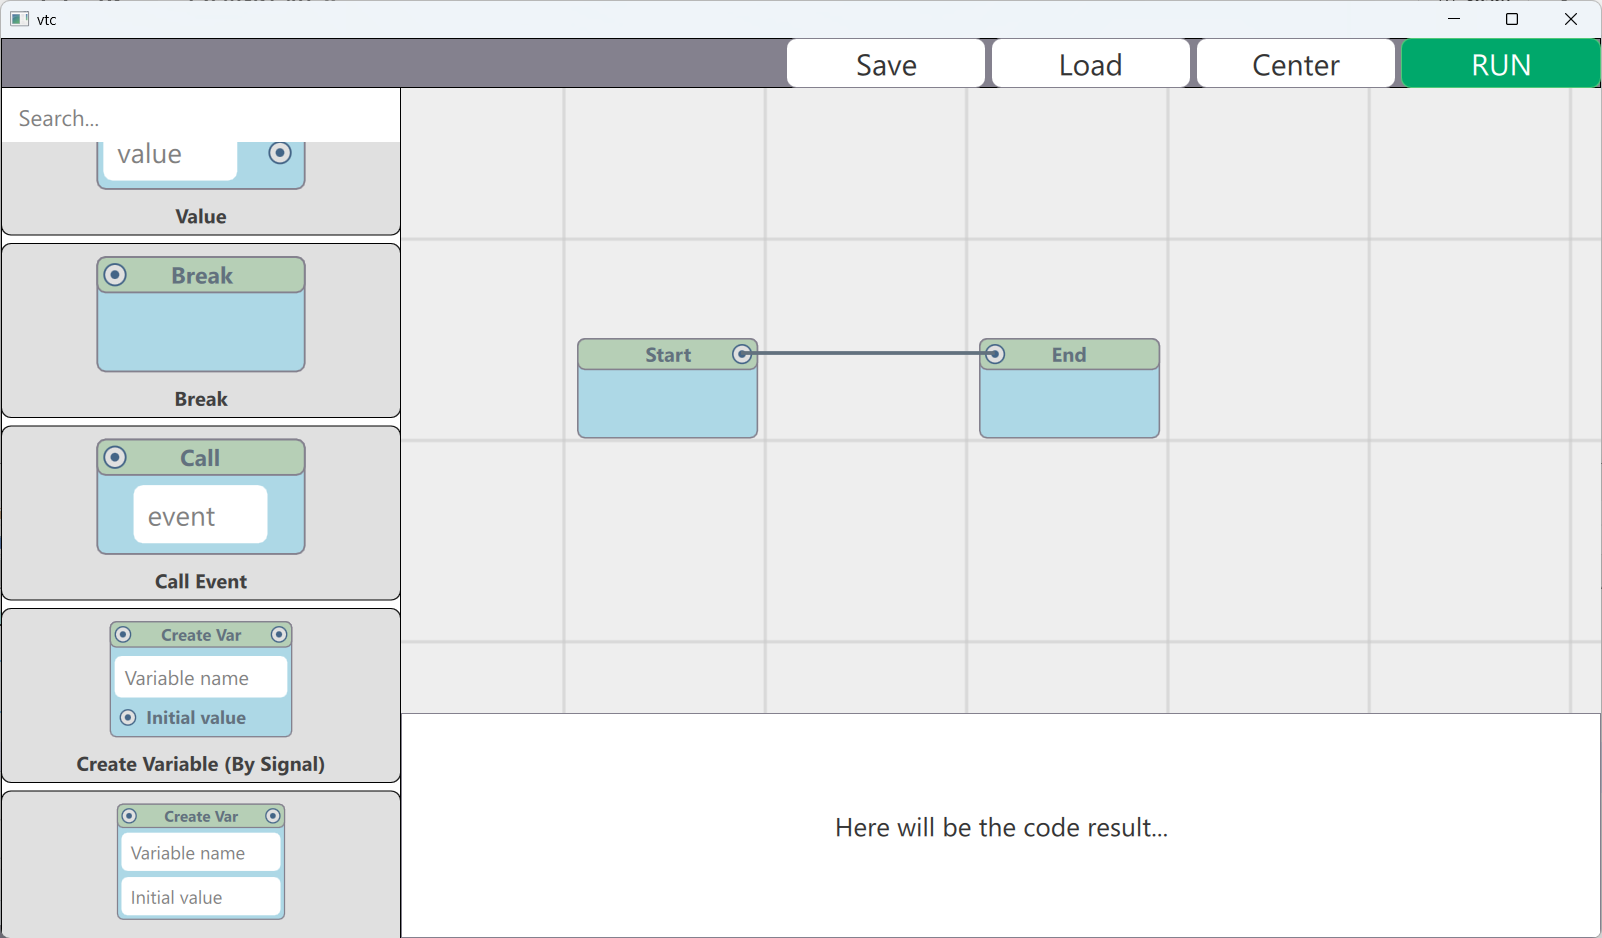 vtc
Save Load Center RUN
Search...
value
Value
Break
Break
Call
event
Call Event
Create Var
Variable name
Initial value
Create Variable (By Signal)
Create Var
Variable name
Initial value
Start
End
Here will be the code result...